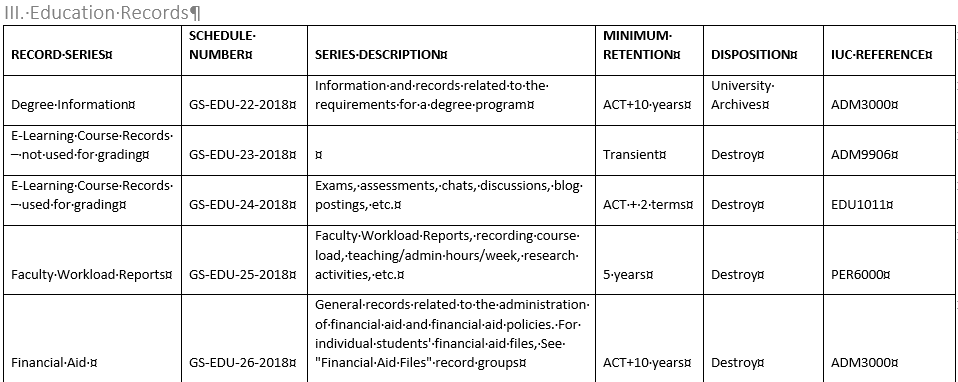 III.·Education·Records¶
RECORD·SERIES¤
SCHEDULE·
NUMBER¤
SERIES·DESCRIPTION¤
MINIMUM·
RETENTION¤
DISPOSITION¤
IUC·REFERENCE¤
Degree·Information¤
GS-EDU-22-2018¤
Information·and·records·related·to·the·
requirements·for·a·degree·program¤
ACT+10·years¤
University·
Archives¤
ADM3000¤
E-Learning·Course·Records·
–·not·used·for·grading¤
GS-EDU-23-2018¤
¤
Transient¤
Destroy¤
ADM9906¤
E-Learning·Course·Records·
–·used·for·grading¤
GS-EDU-24-2018¤
Exams,·assessments,·chats,·discussions,·blog·
postings,·etc.¤
ACT·+·2·terms¤
Destroy¤
EDU1011¤
Faculty·Workload·Reports¤
GS-EDU-25-2018¤
Faculty·Workload·Reports,·recording·course·
load,·teaching/admin·hours/week,·research·
activities,·etc.¤
5·years¤
Destroy¤
PER6000¤
Financial·Aid·¤
GS-EDU-26-2018¤
General·records·related·to·the·administration·
of·financial·aid·and·financial·aid·policies.·For·
individual·students'·financial·aid·files,·See·
"Financial·Aid·Files"·record·groups¤
ACT+10·years¤
Destroy¤
ADM3000¤